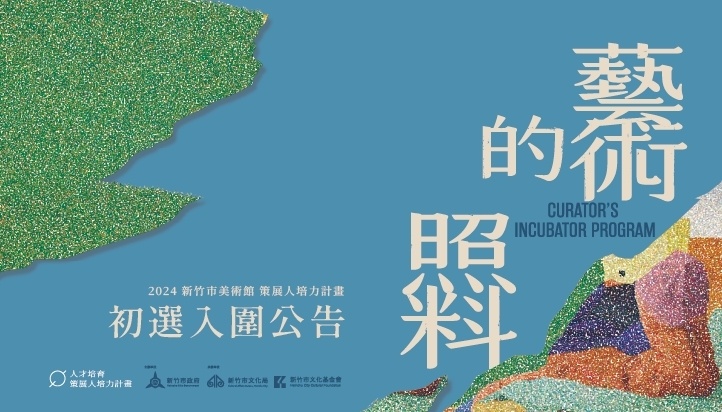 藝術
的
照料
CURATOR'S
INCUBATOR PROGRAM
2024 新竹市美術館 策展人培力計畫
初選入圍公告
人才培育
策展人培力計畫
新竹市政府
新竹市文化局
新竹市文化基金會